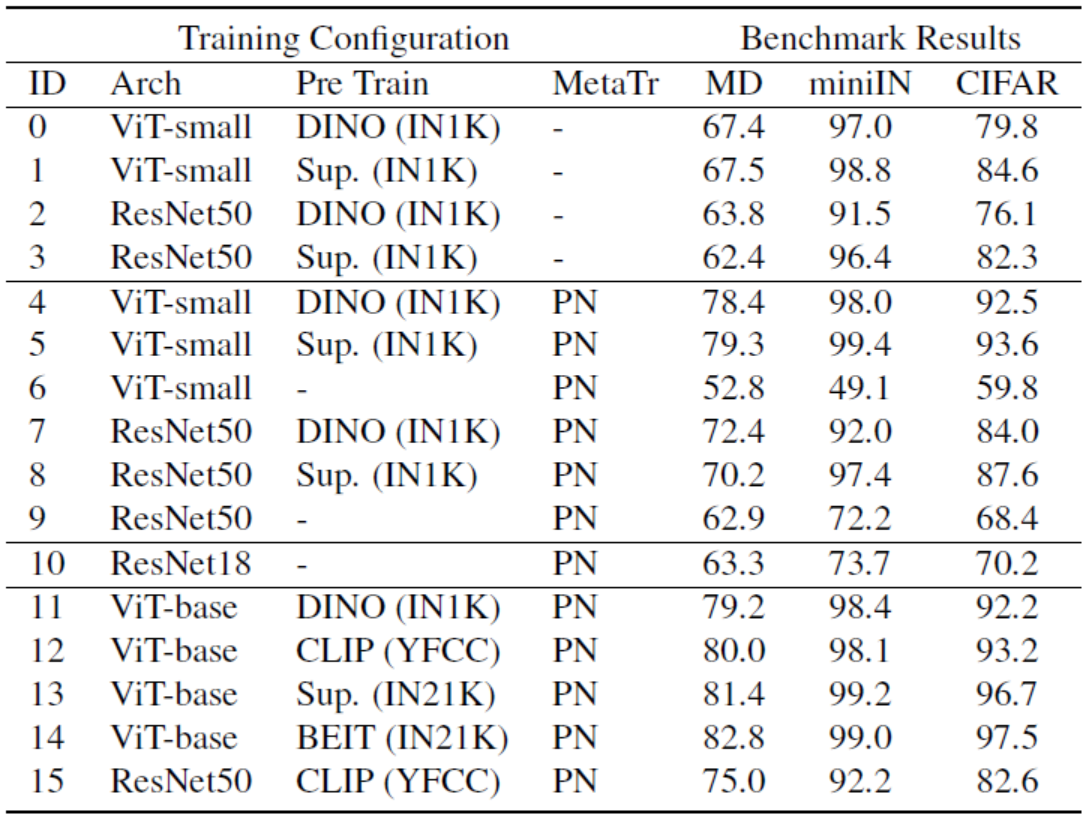 Training Configuration Benchmark Results
ID Arch Pre Train MetaTr MD miniIN CIFAR
0 ViT-small DINO (IN1K) - 67.4 97.0 79.8
1 ViT-small Sup. (IN1K) - 67.5 98.8 84.6
2 ResNet50 DINO (IN1K) - 63.8 91.5 76.1
3 ResNet50 Sup. (IN1K) - 62.4 96.4 82.3
4 ViT-small DINO (IN1K) PN 78.4 98.0 92.5
5 ViT-small Sup. (IN1K) PN 79.3 99.4 93.6
6 ViT-small - PN 52.8 49.1 59.8
7 ResNet50 DINO (IN1K) PN 72.4 92.0 84.0
8 ResNet50 Sup. (IN1K) PN 70.2 97.4 87.6
9 ResNet50 - PN 62.9 72.2 68.4
10 ResNet18 - PN 63.3 73.7 70.2
11 ViT-base DINO (IN1K) PN 79.2 98.4 92.2
12 ViT-base CLIP (YFCC) PN 80.0 98.1 93.2
13 ViT-base Sup. (IN21K) PN 81.4 99.2 96.7
14 ViT-base BEIT (IN21K) PN 82.8 99.0 97.5
15 ResNet50 CLIP (YFCC) PN 75.0 92.2 82.6